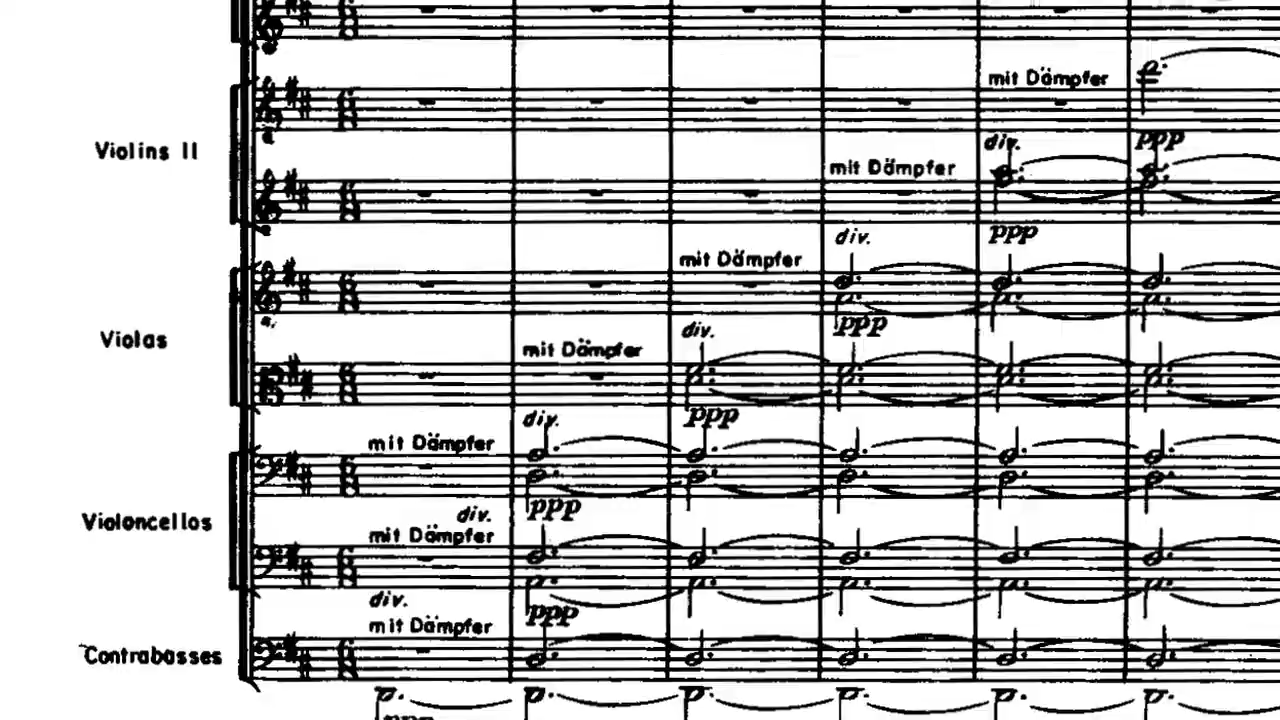 mit Dämpfer
Violins II
div.
ppp
mit Dämpfer
ppp
div.
mit Dämpfer
ppp
div.
Violas
mit Dämpfer
ppp
div.
mit Dämpfer
ppp
div.
Violoncellos
mit Dämpfer
div.
ppp
mit Dämpfer
div.
Contrabasses